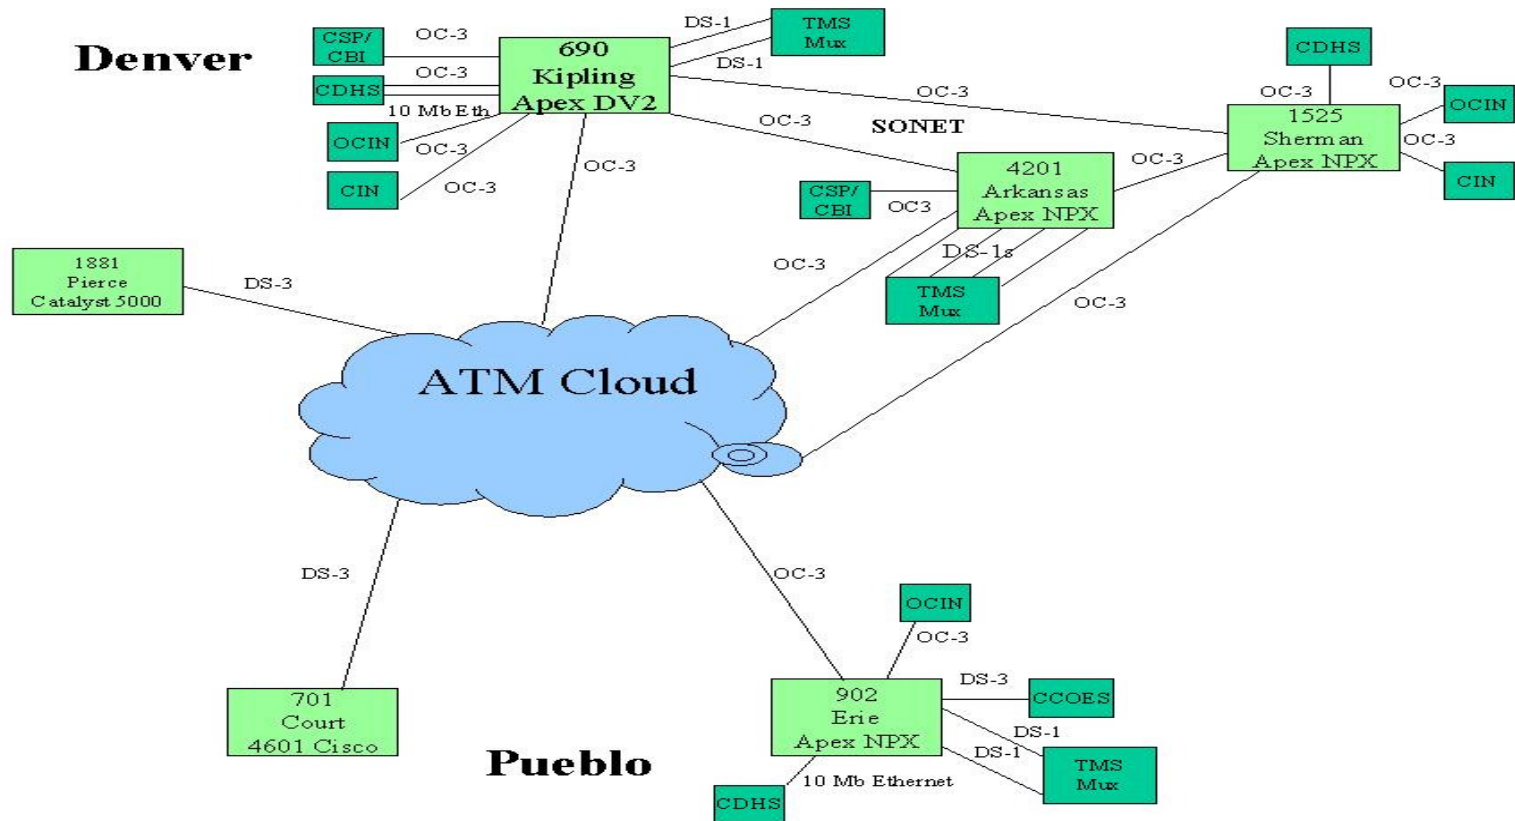 Denver
CSP/
CBI
OC-3
690
Kipling
Apex DV2
DS-1
TMS
Mux
DS-1
CDHS
OC-3
10 Mb Eth
OCIN
OC-3
CIN
OC-3
OC-3
OC-3
OC-3
SONET
CDHS
OC-3
OC-3
OCIN
1525
Sherman
Apex NPX
OC-3
CIN
4201
Arkansas
Apex NPX
OC-3
CSP/
CBI
OC3
DS-1s
TMS
Mux
OC-3
OC-3
1881
Pierce
Catalyst 5000
DS-3
ATM Cloud
DS-3
OC-3
701
Court
4601 Cisco
Pueblo
OCIN
OC-3
902
Erie
Apex NPX
DS-3
CCOES
DS-1
DS-1
TMS
Mux
10 Mb Ethernet
CDHS